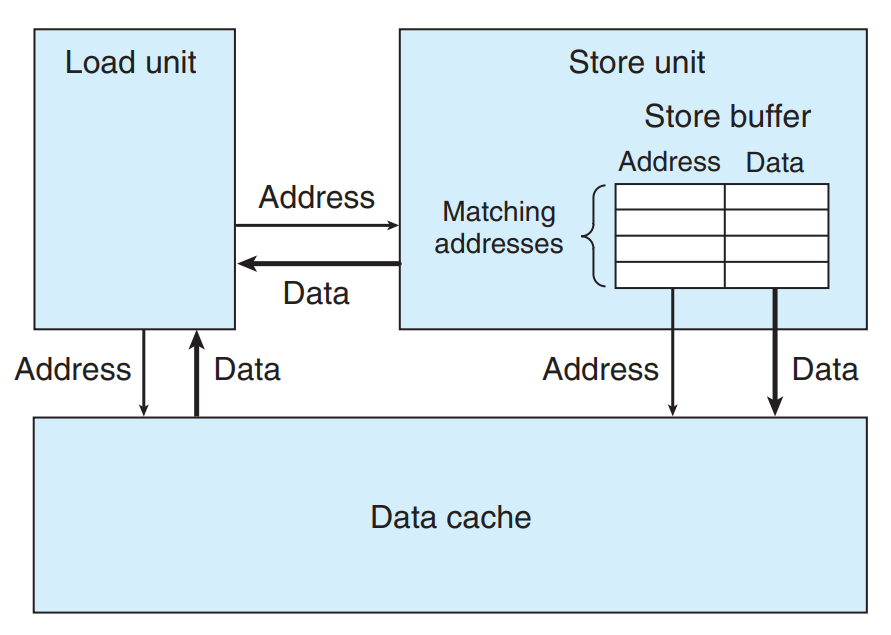 Load unit
Store unit
Store buffer
Address Data
Matching
addresses
Address
Data
Address
Data
Address
Data
Data cache